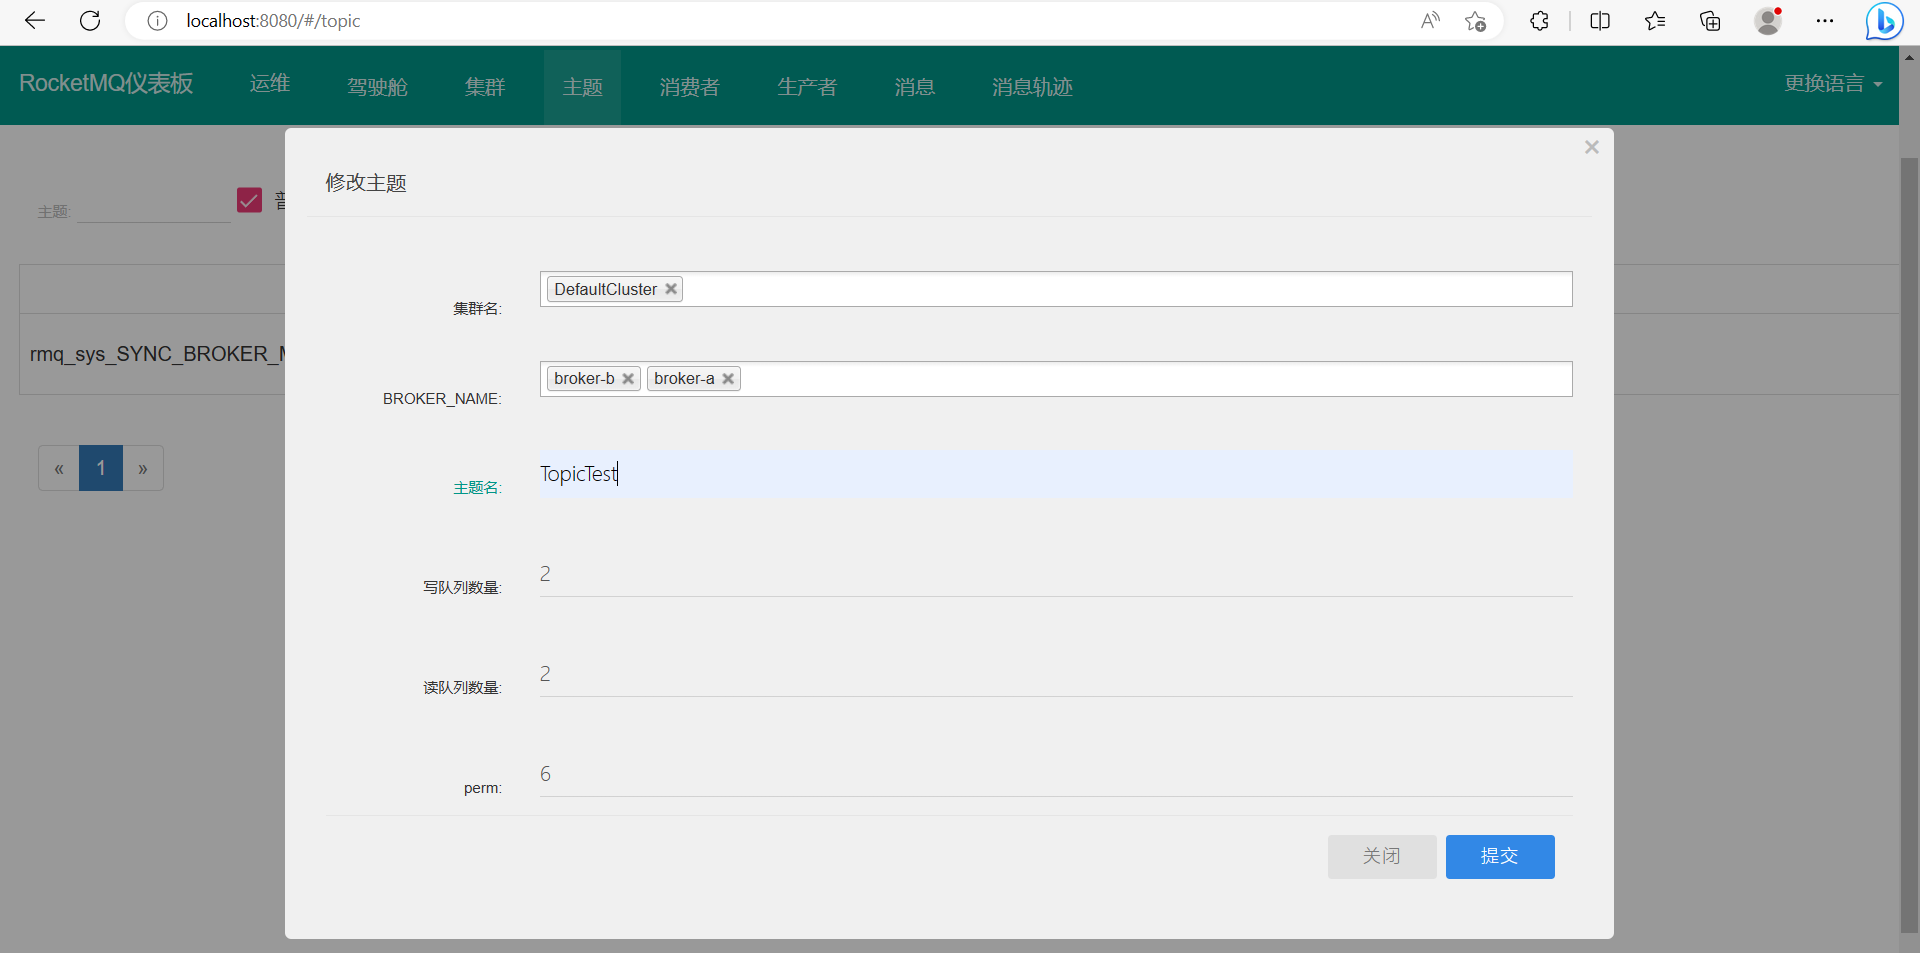 localhost:8080/#/topic
RocketMQ仪表板 运维 驾驶舱 集群 主题 消费者 生产者 消息 消息轨迹 更换语言
修改主题
主题: 普
集群名: DefaultCluster
rmq_sys_SYNC_BROKER_M
BROKER_NAME: broker-b broker-a
« 1 »
主题名: TopicTest
写队列数量: 2
读队列数量: 2
perm: 6
关闭 提交